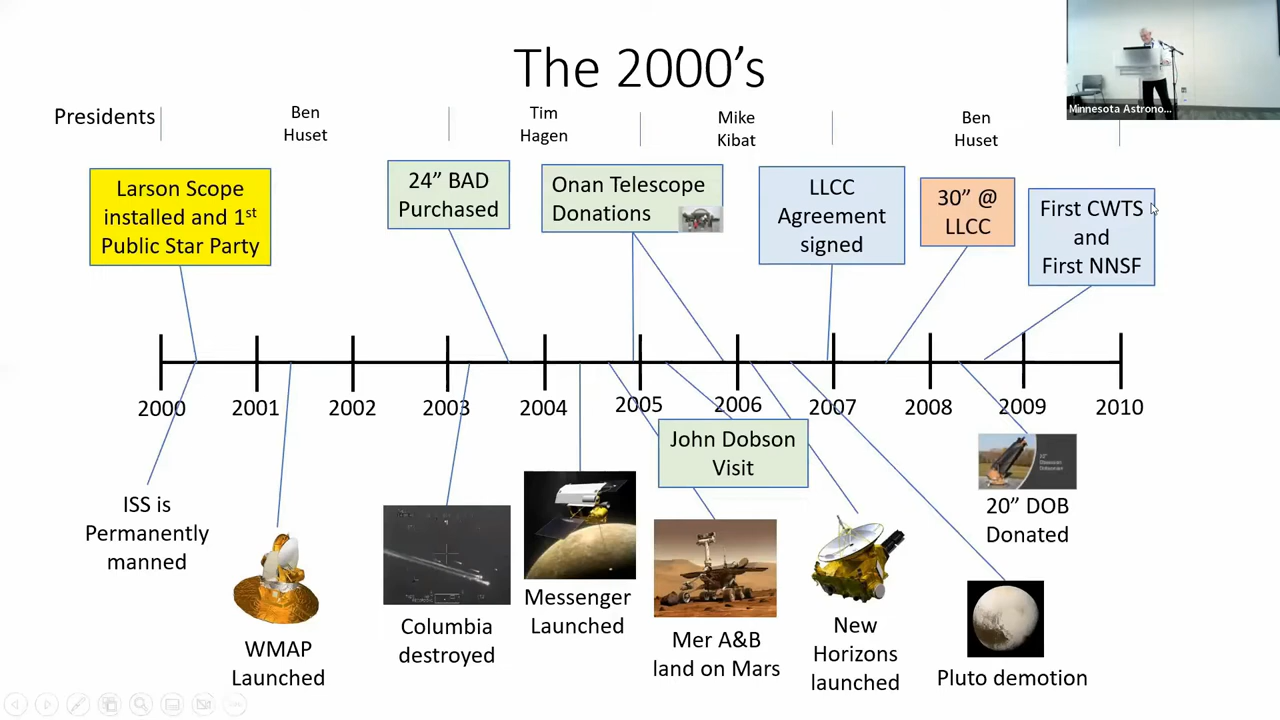 The 2000's
Minnesota Astrono...
Presidents
Ben
Huset
Tim
Hagen
Mike
Kibat
Ben
Huset
Larson Scope
installed and 1st
Public Star Party
24" BAD
Purchased
Onan Telescope
Donations
LLCC
Agreement
signed
30" @
LLCC
First CWTS
and
First NNSF
2000
2001
2002
2003
2004
2005
2006
2007
2008
2009
2010
John Dobson
Visit
ISS is
Permanently
manned
WMAP
Launched
Columbia
destroyed
Messenger
Launched
Mer A&B
land on Mars
New
Horizons
launched
Pluto demotion
20" DOB
Donated